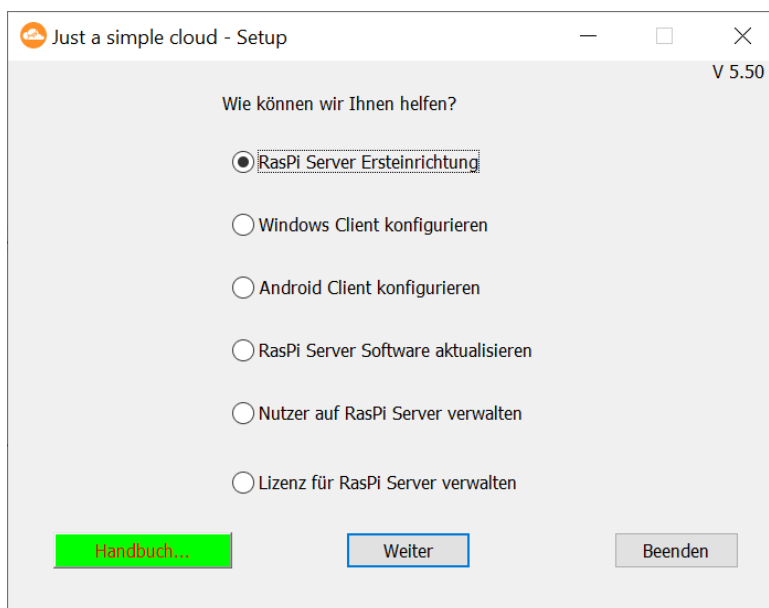 Just a simple cloud - Setup
V 5.50
Wie können wir Ihnen helfen?
RasPi Server Ersteinrichtung
Windows Client konfigurieren
Android Client konfigurieren
RasPi Server Software aktualisieren
Nutzer auf RasPi Server verwalten
Lizenz für RasPi Server verwalten
Handbuch... Weiter Beenden